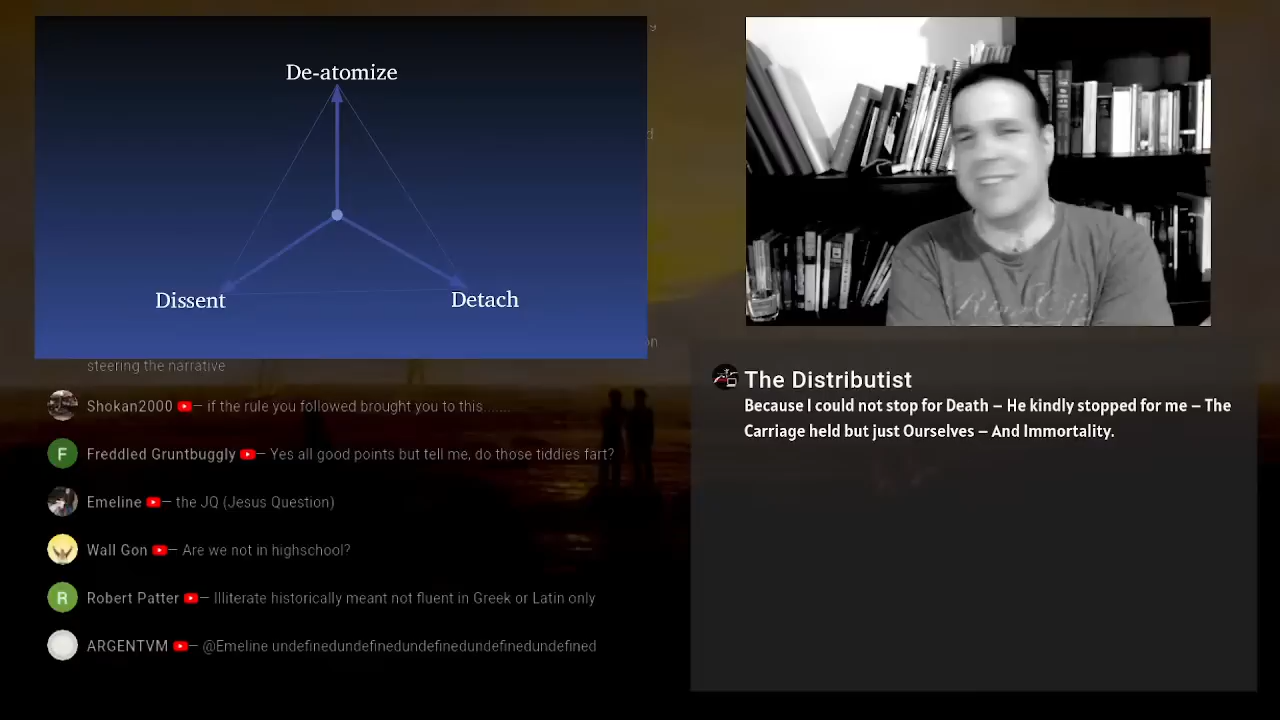 De-atomize
Dissent
Detach
steering the narrative
Shokan2000 — if the rule you followed brought you to this.......
F
Freddled Gruntbuggly — Yes all good points but tell me, do those tiddies fart?
Emeline — the JQ (Jesus Question)
Wall Gon — Are we not in highschool?
R
Robert Patter — Illiterate historically meant not fluent in Greek or Latin only
ARGENTVM — @Emeline undefinedundefinedundefinedundefinedundefined
The Distributist
Because I could not stop for Death – He kindly stopped for me – The
Carriage held but just Ourselves – And Immortality.